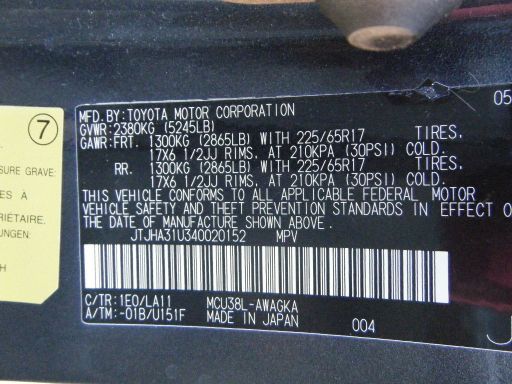 7
SURE GRAVE
ES À
RIÉTAIRE.
UNGEN:
H
05
MFD.BY:TOYOTA MOTOR CORPORATION
GVWR:2380KG (5245LB)
GAWR:FRT. 1300KG (2865LB) WITH 225/65R17 TIRES,
17X6 1/2JJ RIMS, AT 210KPA (30PSI) COLD.
RR. 1300KG (2865LB) WITH 225/65R17 TIRES,
17X6 1/2JJ RIMS, AT 210KPA (30PSI) COLD.
THIS VEHICLE CONFORMS TO ALL APPLICABLE FEDERAL MOTOR
VEHICLE SAFETY AND THEFT PREVENTION STANDARDS IN EFFECT O
THE DATE OF MANUFACTURE SHOWN ABOVE.
JTJHA31U340020152 MPV
C/TR:1E0/LA11 MCU38L-AWAGKA
A/TM:-01B/U151F MADE IN JAPAN 004